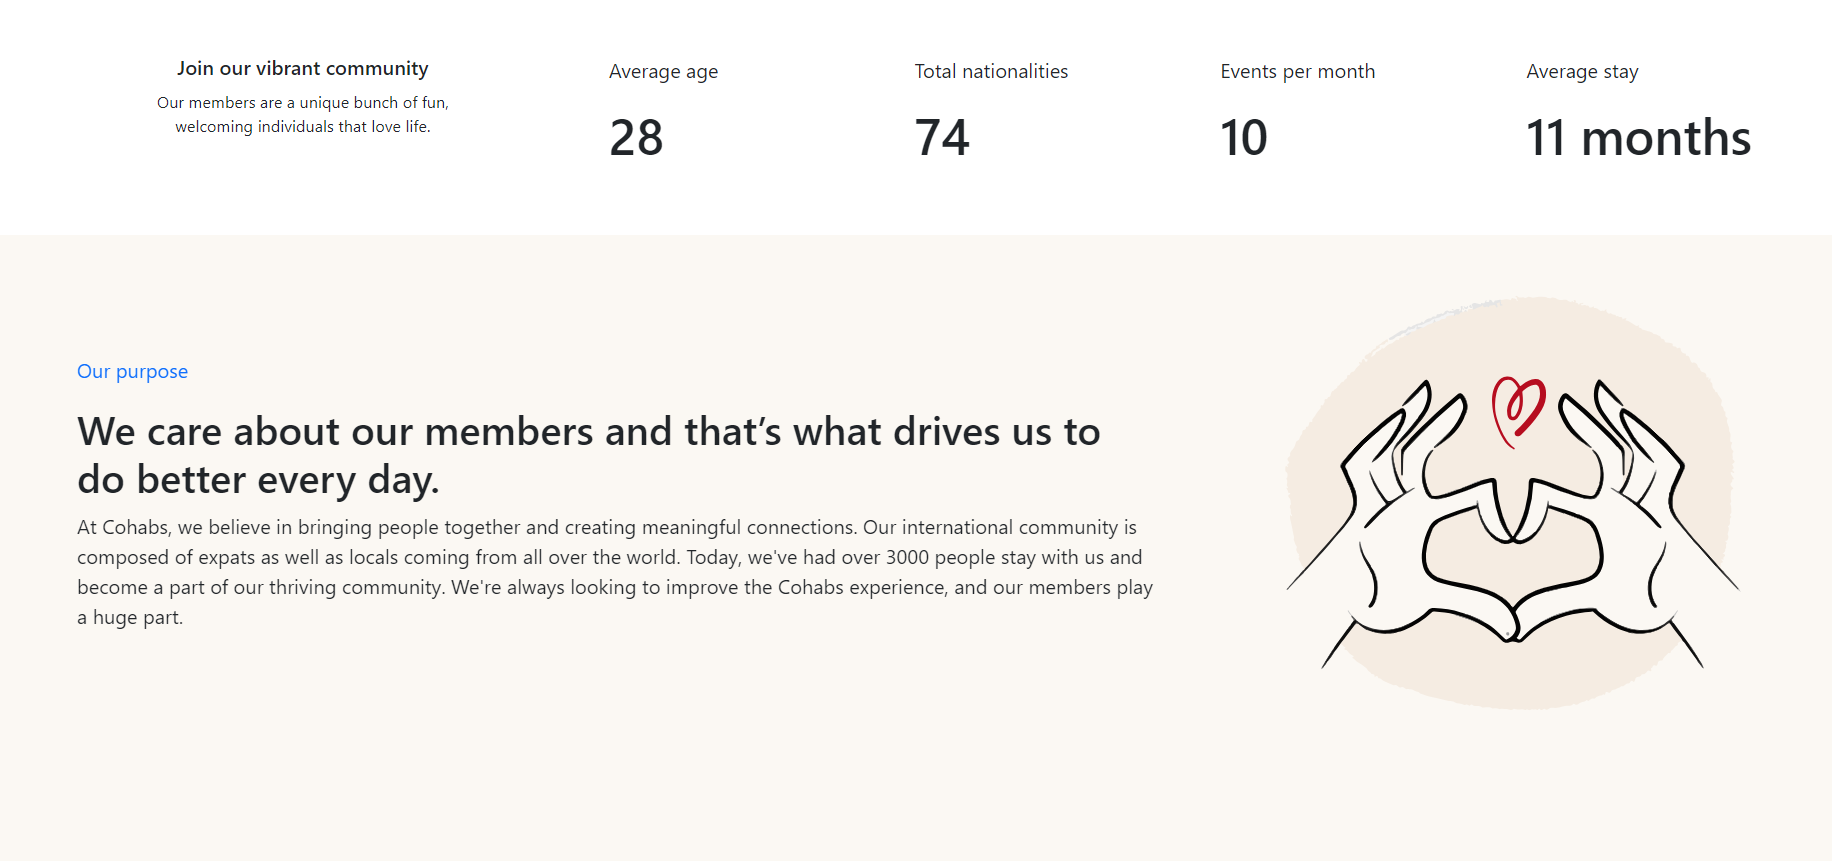 Join our vibrant community
Our members are a unique bunch of fun,
welcoming individuals that love life.
Average age
28
Total nationalities
74
Events per month
10
Average stay
11 months
Our purpose
We care about our members and that’s what drives us to
do better every day.
At Cohabs, we believe in bringing people together and creating meaningful connections. Our international community is
composed of expats as well as locals coming from all over the world. Today, we've had over 3000 people stay with us and
become a part of our thriving community. We're always looking to improve the Cohabs experience, and our members play
a huge part.